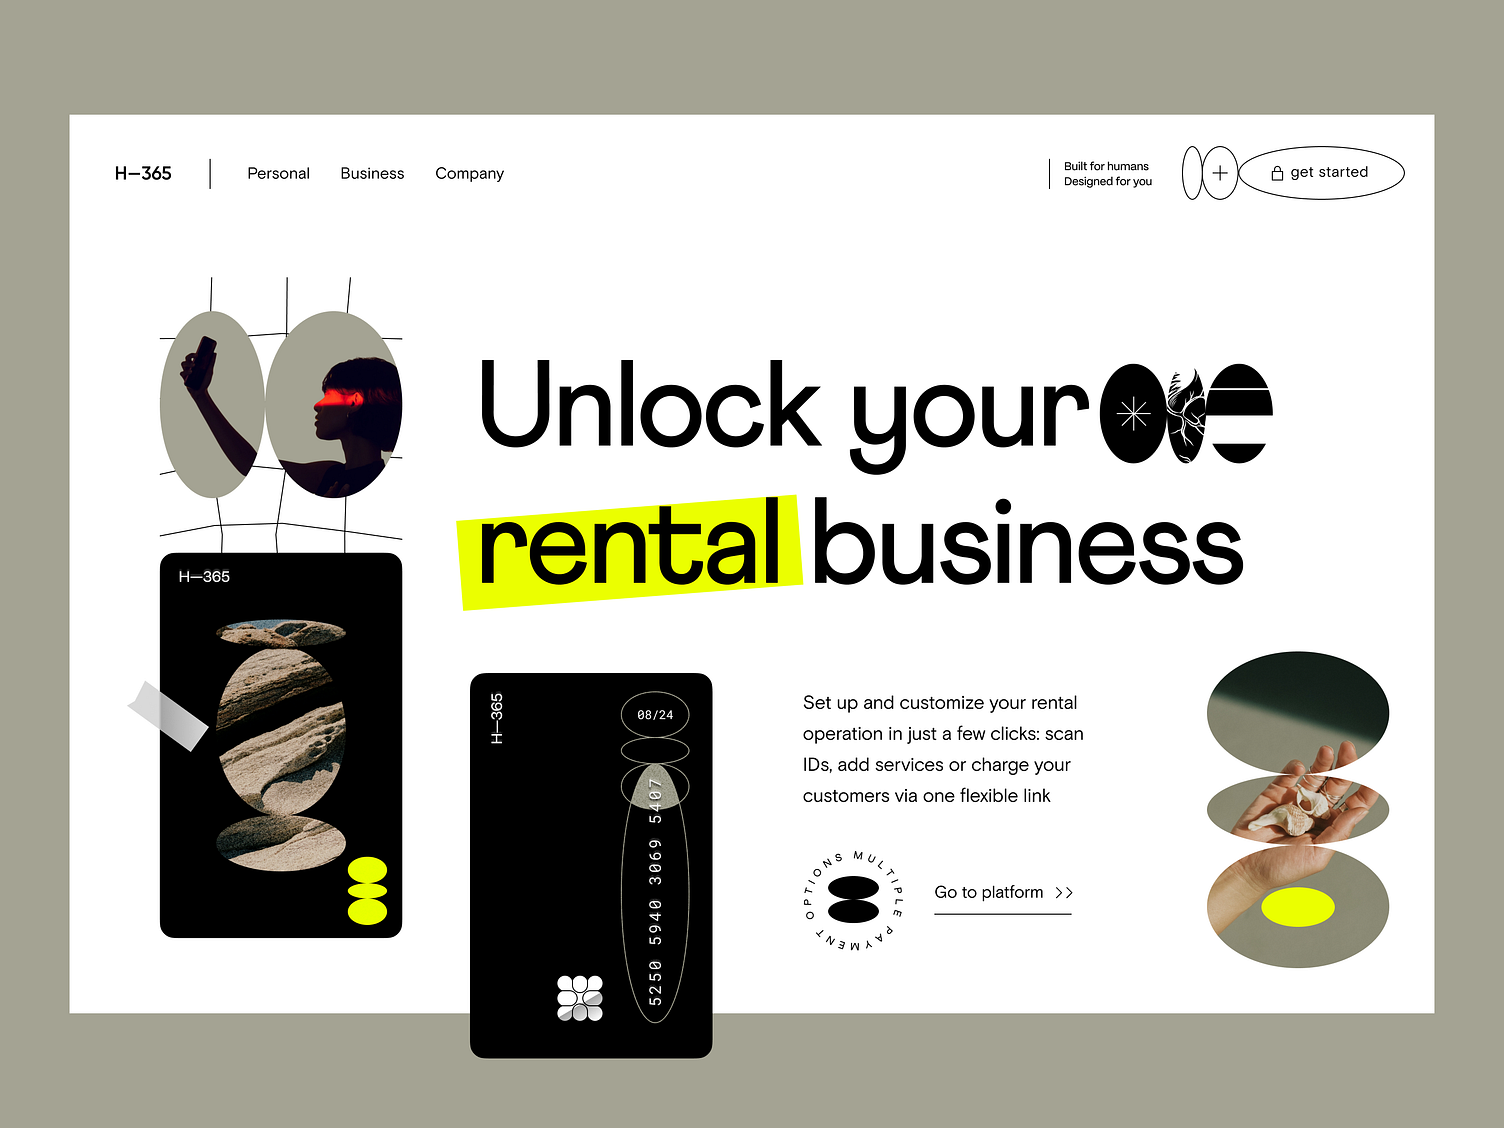 H—365
Personal
Business
Company
Built for humans
Designed for you
get started
Unlock your
rental business
H—365
H—365
08/24
5250 5940 3069 5407
Set up and customize your rental
operation in just a few clicks: scan
IDs, add services or charge your
customers via one flexible link
MULTIPLE PAYMENT OPTIONS
Go to platform